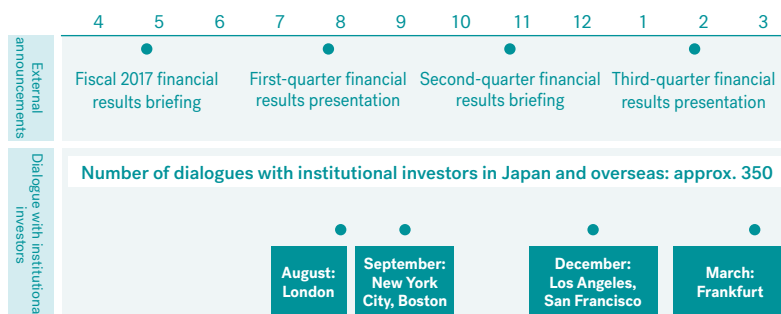 4 5 6 7 8 9 10 11 12 1 2 3
External
announcements
Fiscal 2017 financial
results briefing
First-quarter financial
results presentation
Second-quarter financial
results briefing
Third-quarter financial
results presentation
Dialogue with institutiona
investors
Number of dialogues with institutional investors in Japan and overseas: approx. 350
August:
London
September:
New York
City, Boston
December:
Los Angeles,
San Francisco
March:
Frankfurt